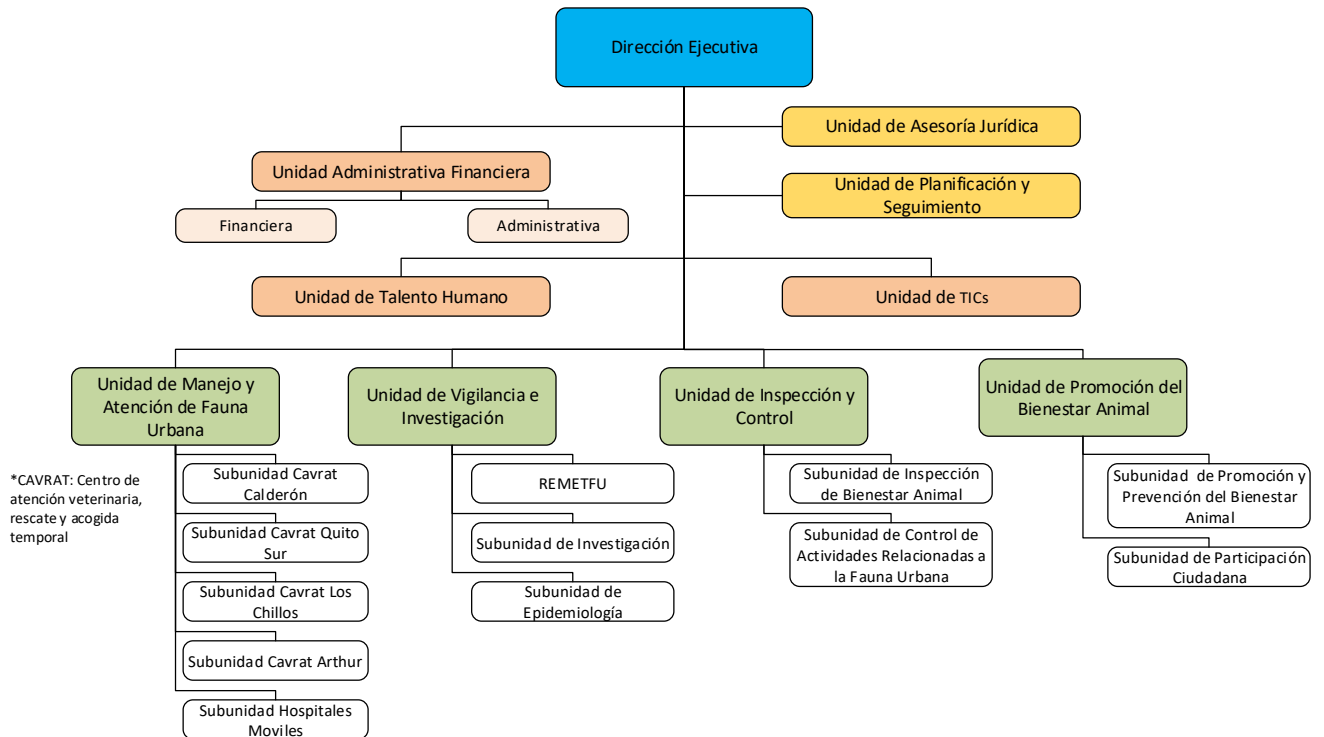 Dirección Ejecutiva
Unidad de Asesoría Jurídica
Unidad Administrativa Financiera
Unidad de Planificación y
Seguimiento
Financiera
Administrativa
Unidad de Talento Humano
Unidad de TICs
Unidad de Manejo y
Atención de Fauna
Urbana
Unidad de Vigilancia e
Investigación
Unidad de Inspección y
Control
Unidad de Promoción del
Bienestar Animal
*CAVRAT: Centro de
atención veterinaria,
rescate y acogida
temporal
Subunidad Cavrat
Calderón
Subunidad Cavrat Quito
Sur
Subunidad Cavrat Los
Chillos
Subunidad Cavrat Arthur
Subunidad Hospitales
Moviles
REMETFU
Subunidad de Investigación
Subunidad de
Epidemiología
Subunidad de Inspección
de Bienestar Animal
Subunidad de Control de
Actividades Relacionadas a
la Fauna Urbana
Subunidad de Promoción y
Prevención del Bienestar
Animal
Subunidad de Participación
Ciudadana